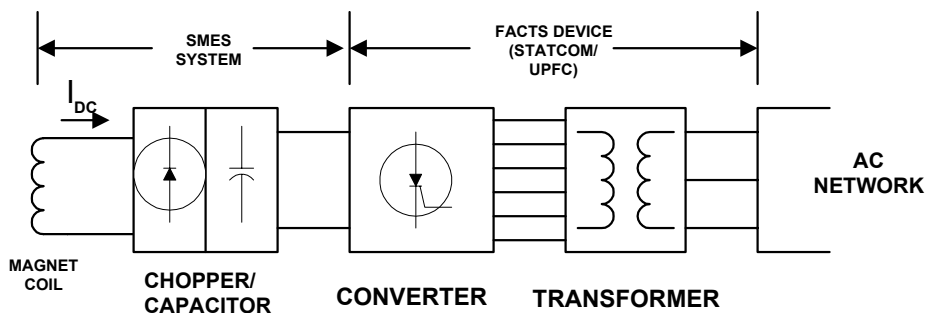 SMES
SYSTEM
FACTS DEVICE
(STATCOM/
UPFC)
I DC
AC
NETWORK
MAGNET
COIL
CHOPPER/
CAPACITOR
CONVERTER
TRANSFORMER